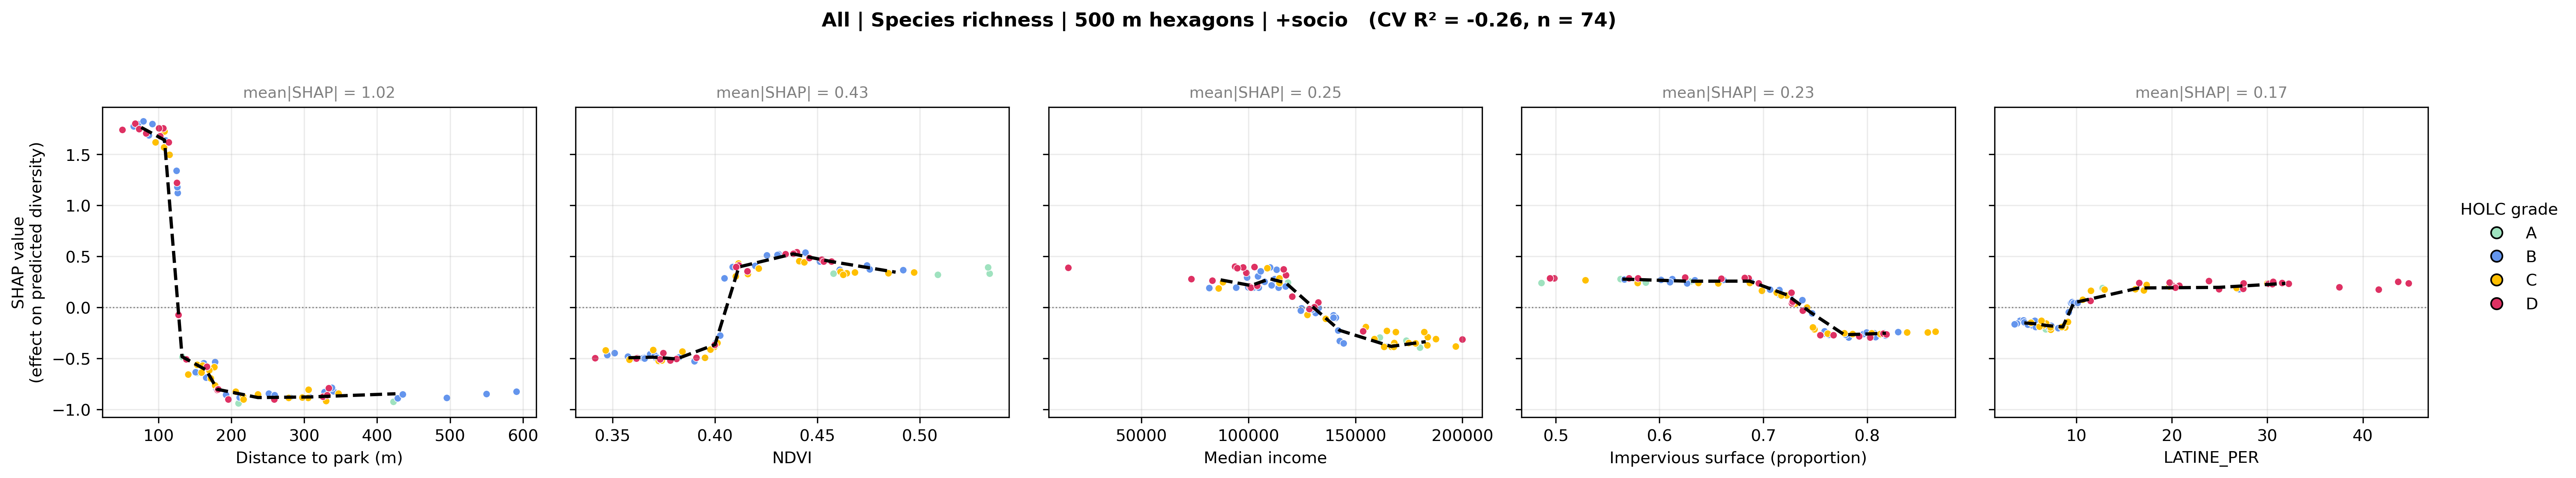 All | Species richness | 500 m hexagons | +socio   (CV R² = -0.26, n = 74)
mean|SHAP| = 1.02
mean|SHAP| = 0.43
mean|SHAP| = 0.25
mean|SHAP| = 0.23
mean|SHAP| = 0.17
SHAP value
(effect on predicted diversity)
1.5
1.0
0.5
0.0
−0.5
−1.0
100 200 300 400 500 600
Distance to park (m)
0.35 0.40 0.45 0.50
NDVI
50000 100000 150000 200000
Median income
0.5 0.6 0.7 0.8
Impervious surface (proportion)
10 20 30 40
LATINE_PER
HOLC grade
A
B
C
D